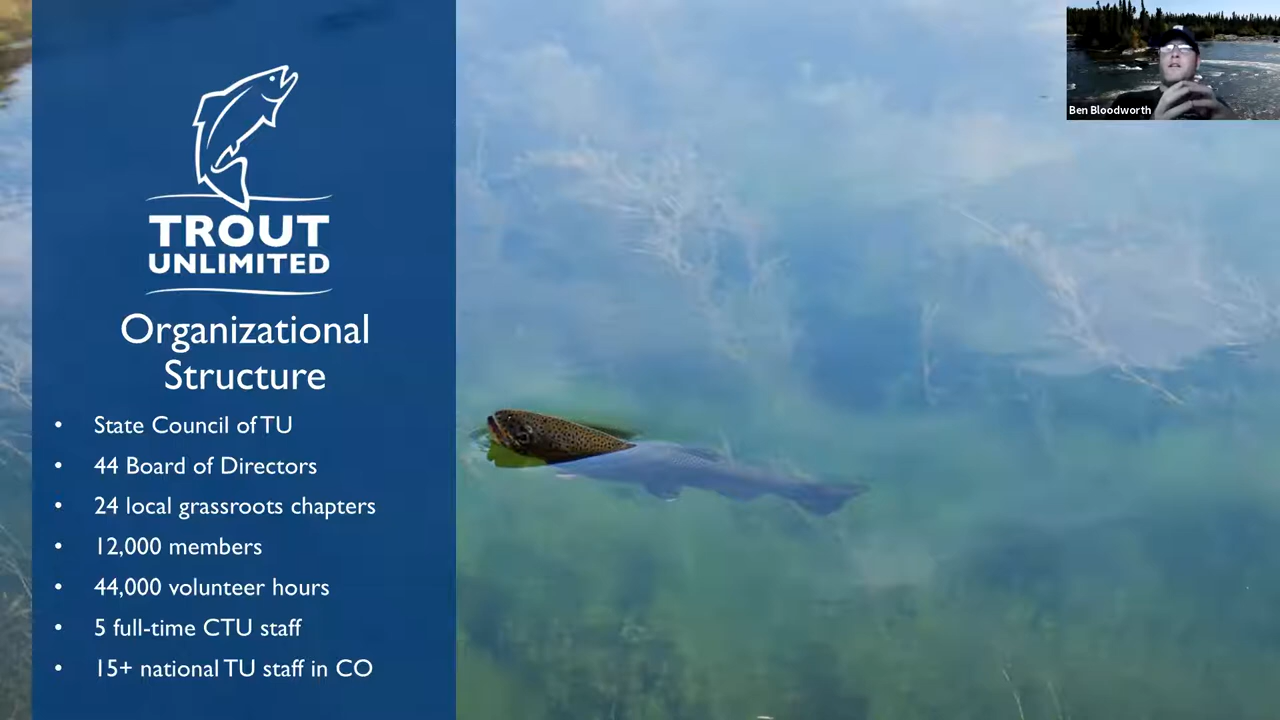 TROUT
UNLIMITED
Organizational
Structure
• State Council of TU
• 44 Board of Directors
• 24 local grassroots chapters
• 12,000 members
• 44,000 volunteer hours
• 5 full-time CTU staff
• 15+ national TU staff in CO
Ben Bloodworth